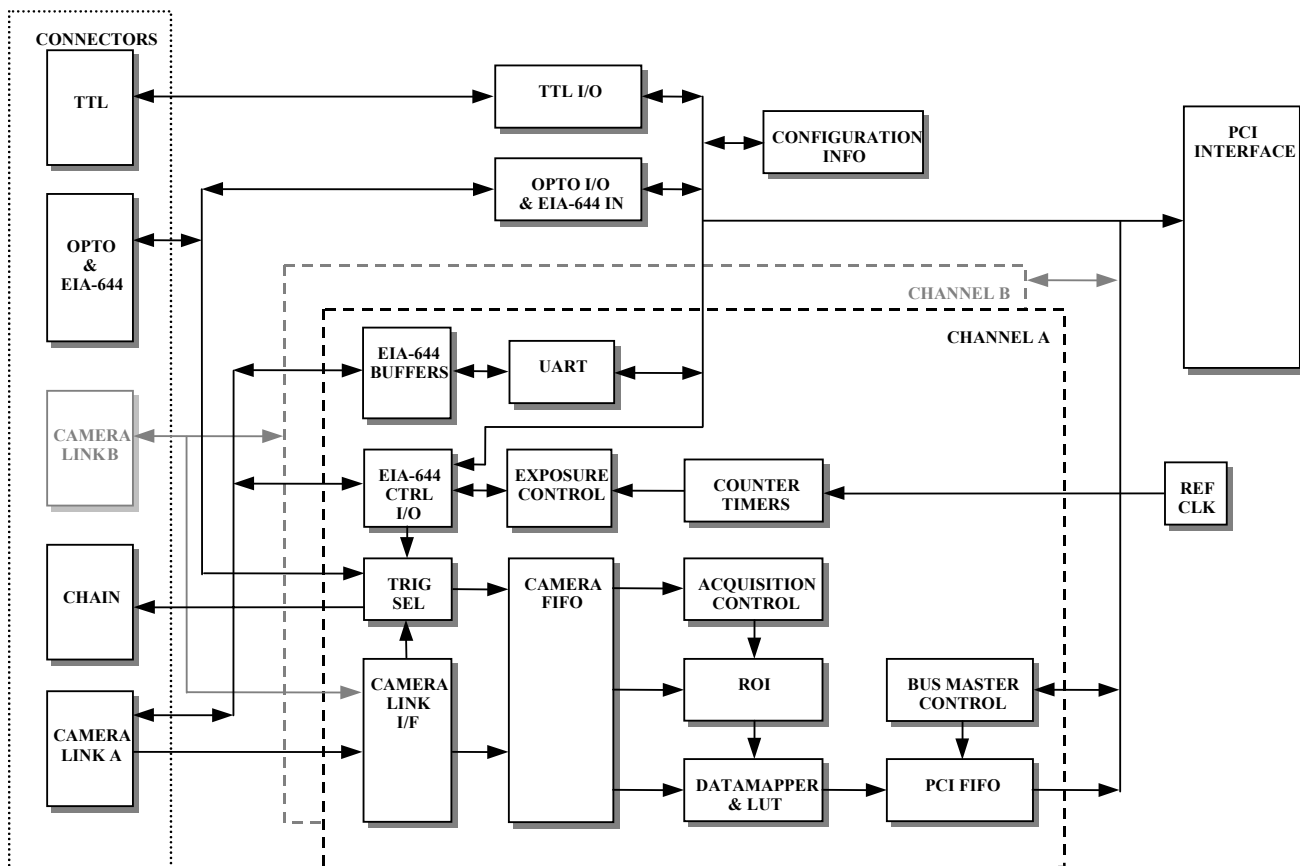 CONNECTORS
TTL
TTL I/O
CONFIGURATION
INFO
PCI
INTERFACE
OPTO I/O
& EIA-644 IN
OPTO
&
EIA-644
CHANNEL B
CHANNEL A
EIA-644
BUFFERS
UART
CAMERA
LINKB
EIA-644
CTRL
I/O
EXPOSURE
CONTROL
COUNTER
TIMERS
REF
CLK
CHAIN
TRIG
SEL
CAMERA
FIFO
ACQUISITION
CONTROL
CAMERA
LINK
I/F
ROI
BUS MASTER
CONTROL
CAMERA
LINK A
DATAMAPPER
& LUT
PCI FIFO